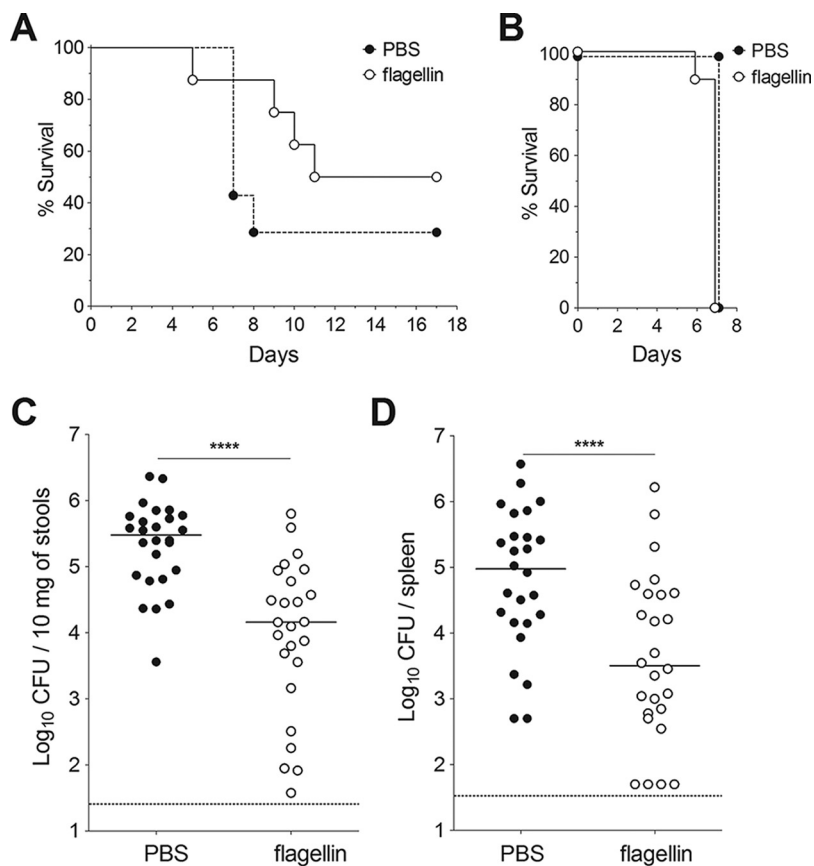 A
100
80
60
40
20
0
% Survival
0 2 4 6 8 10 12 14 16 18
Days
PBS
flagellin
B
100
80
60
40
20
0
% Survival
0 2 4 6 8
Days
PBS
flagellin
C
7
6
5
4
3
2
1
Log10 CFU / 10 mg of stools
****
PBS flagellin
D
7
6
5
4
3
2
1
Log10 CFU / spleen
****
PBS flagellin